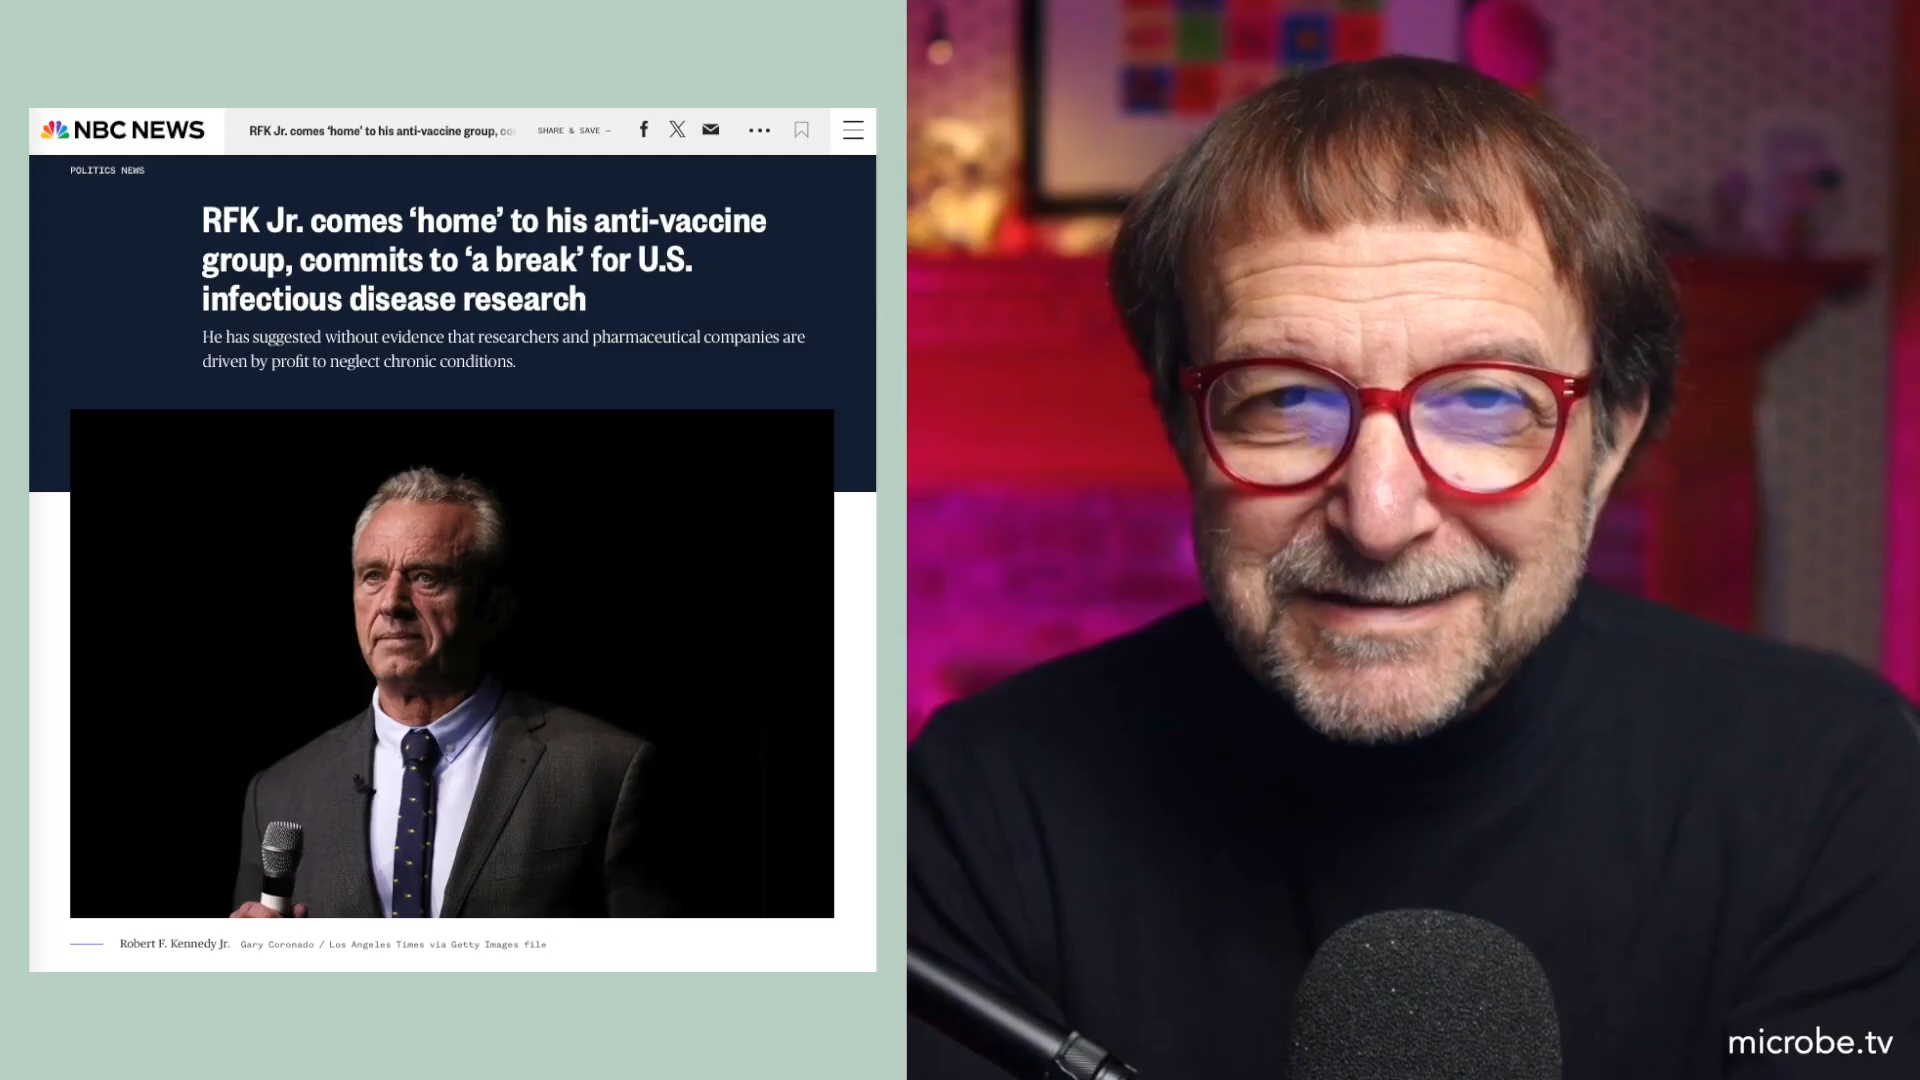 NBC NEWS
RFK Jr. comes ‘home’ to his anti-vaccine group, co
SHARE & SAVE —
POLITICS NEWS
RFK Jr. comes ‘home’ to his anti-vaccine
group, commits to ‘a break’ for U.S.
infectious disease research
He has suggested without evidence that researchers and pharmaceutical companies are
driven by profit to neglect chronic conditions.
Robert F. Kennedy Jr. Gary Coronado / Los Angeles Times via Getty Images file
microbe.tv